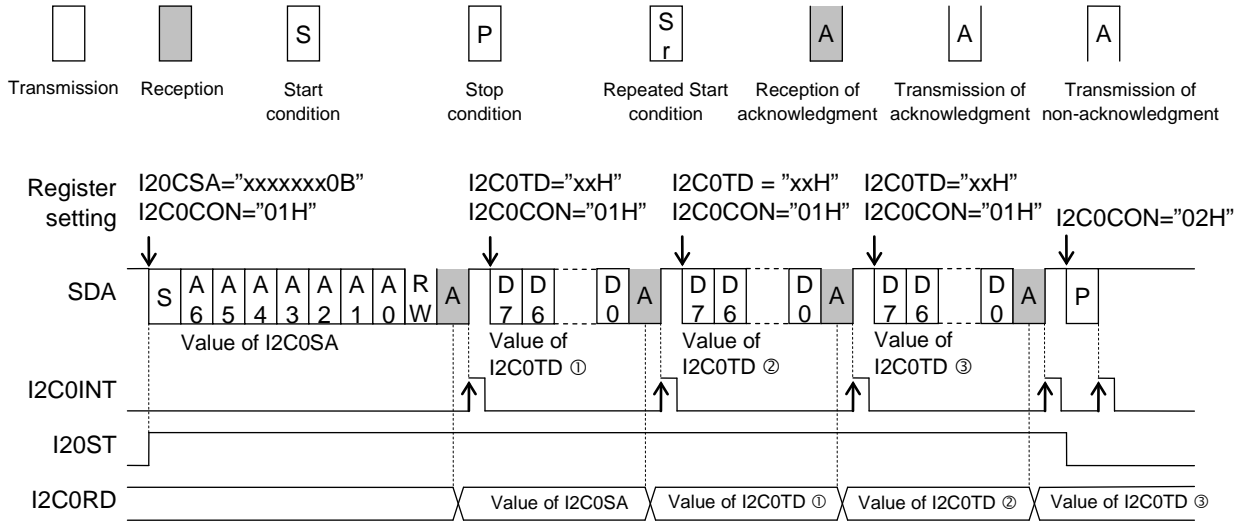 S
P
S
r
A
A
A
Transmission
Reception
Start
condition
Stop
condition
Repeated Start
condition
Reception of
acknowledgment
Transmission of
acknowledgment
Transmission of
non-acknowledgment
Register
setting
I20CSA="xxxxxxx0B"
I2C0CON="01H"
I2C0TD="xxH"
I2C0CON="01H"
I2C0TD = "xxH"
I2C0CON="01H"
I2C0TD="xxH"
I2C0CON="01H"
I2C0CON="02H"
SDA
S
A
6
A
5
A
4
A
3
A
2
A
1
A
0
R
W
A
D
7
D
6
D
0
A
D
7
D
6
D
0
A
D
7
D
6
D
0
A
P
Value of I2C0SA
Value of
I2C0TD ①
Value of
I2C0TD ②
Value of
I2C0TD ③
I2C0INT
I20ST
I2C0RD
Value of I2C0SA
Value of I2C0TD ①
Value of I2C0TD ②
Value of I2C0TD ③